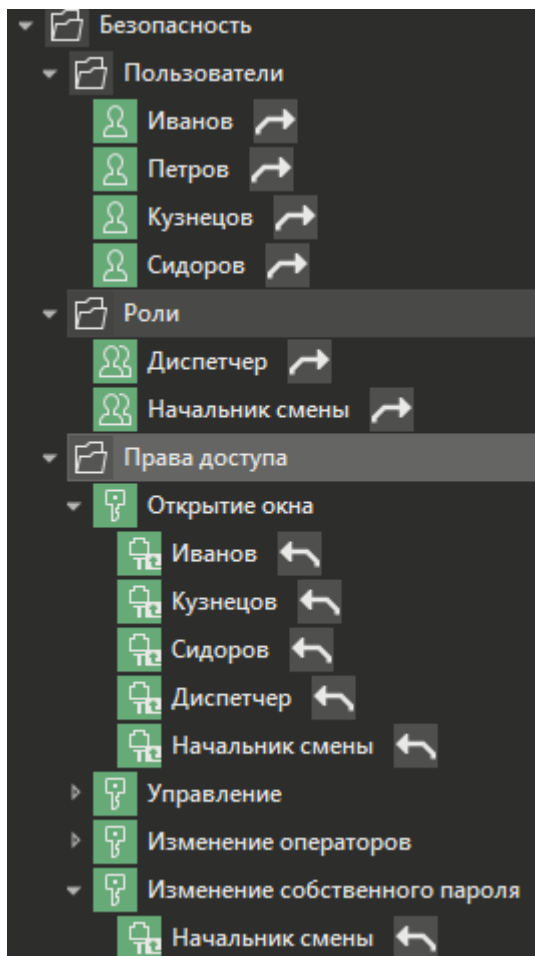 Безопасность
Пользователи
Иванов
Петров
Кузнецов
Сидоров
Роли
Диспетчер
Начальник смены
Права доступа
Открытие окна
Иванов
Кузнецов
Сидоров
Диспетчер
Начальник смены
Управление
Изменение операторов
Изменение собственного пароля
Начальник смены